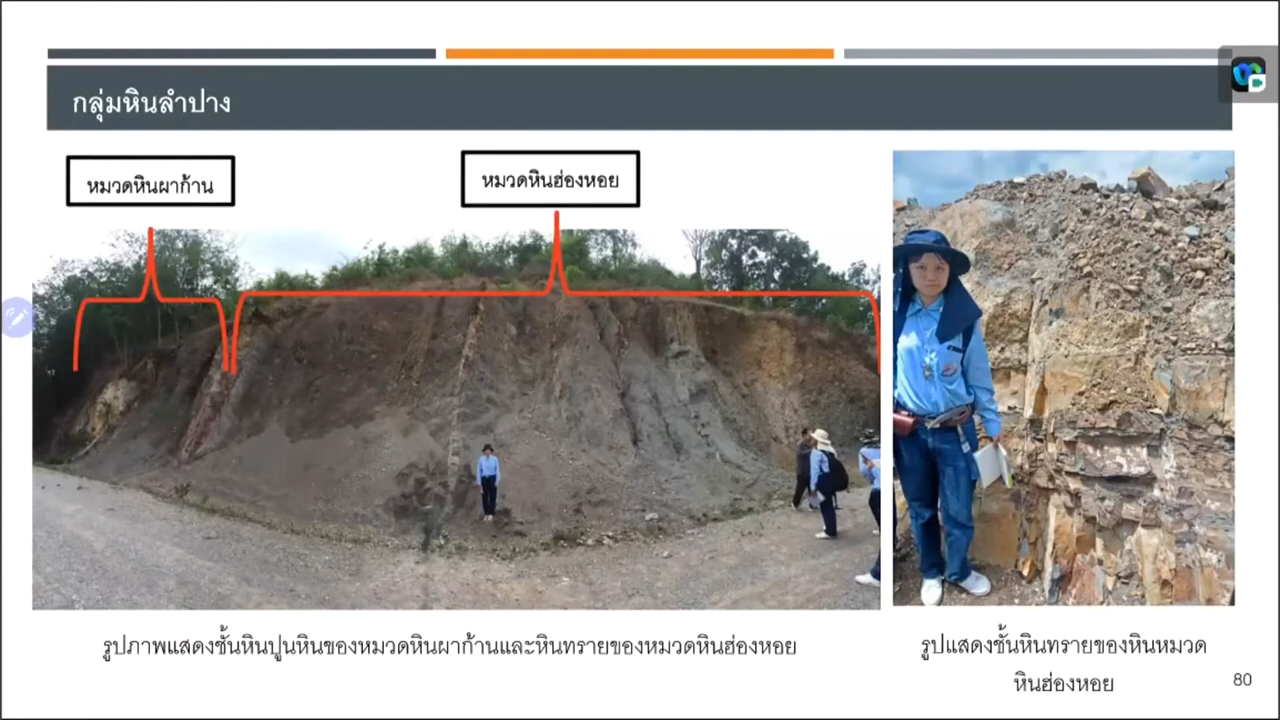 กลุ่มหินลำปาง
หมวดหินผาก้าน
หมวดหินฮ่องหอย
รูปภาพแสดงชั้นหินปูนหินของหมวดหินผาก้านและหินทรายของหมวดหินฮ่องหอย
รูปแสดงชั้นหินทรายของหินหมวด
หินฮ่องหอย
80